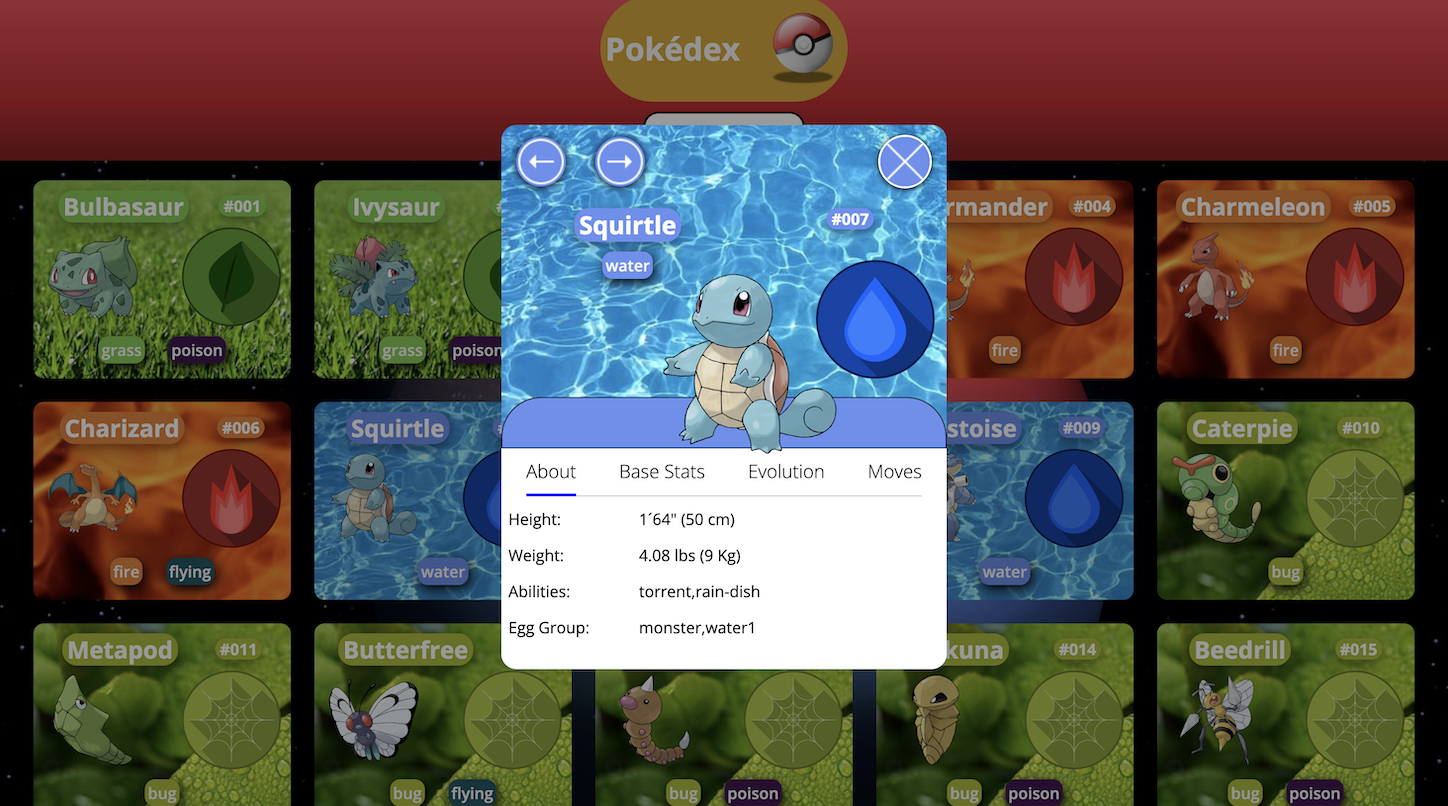 Pokédex
Bulbasaur #001
grass poison
Ivysaur
grass poison
rmander #004
fire
Charmeleon #005
fire
Squirtle #007
water
About Base Stats Evolution Moves
Height: 1´64" (50 cm)
Weight: 4.08 lbs (9 Kg)
Abilities: torrent,rain-dish
Egg Group: monster,water1
Charizard #006
fire flying
Squirtle
water
stoise #009
water
Caterpie #010
bug
Metapod #011
bug
Butterfree
bug flying
bug poison
kuna #014
bug poison
Beedrill #015
bug poison